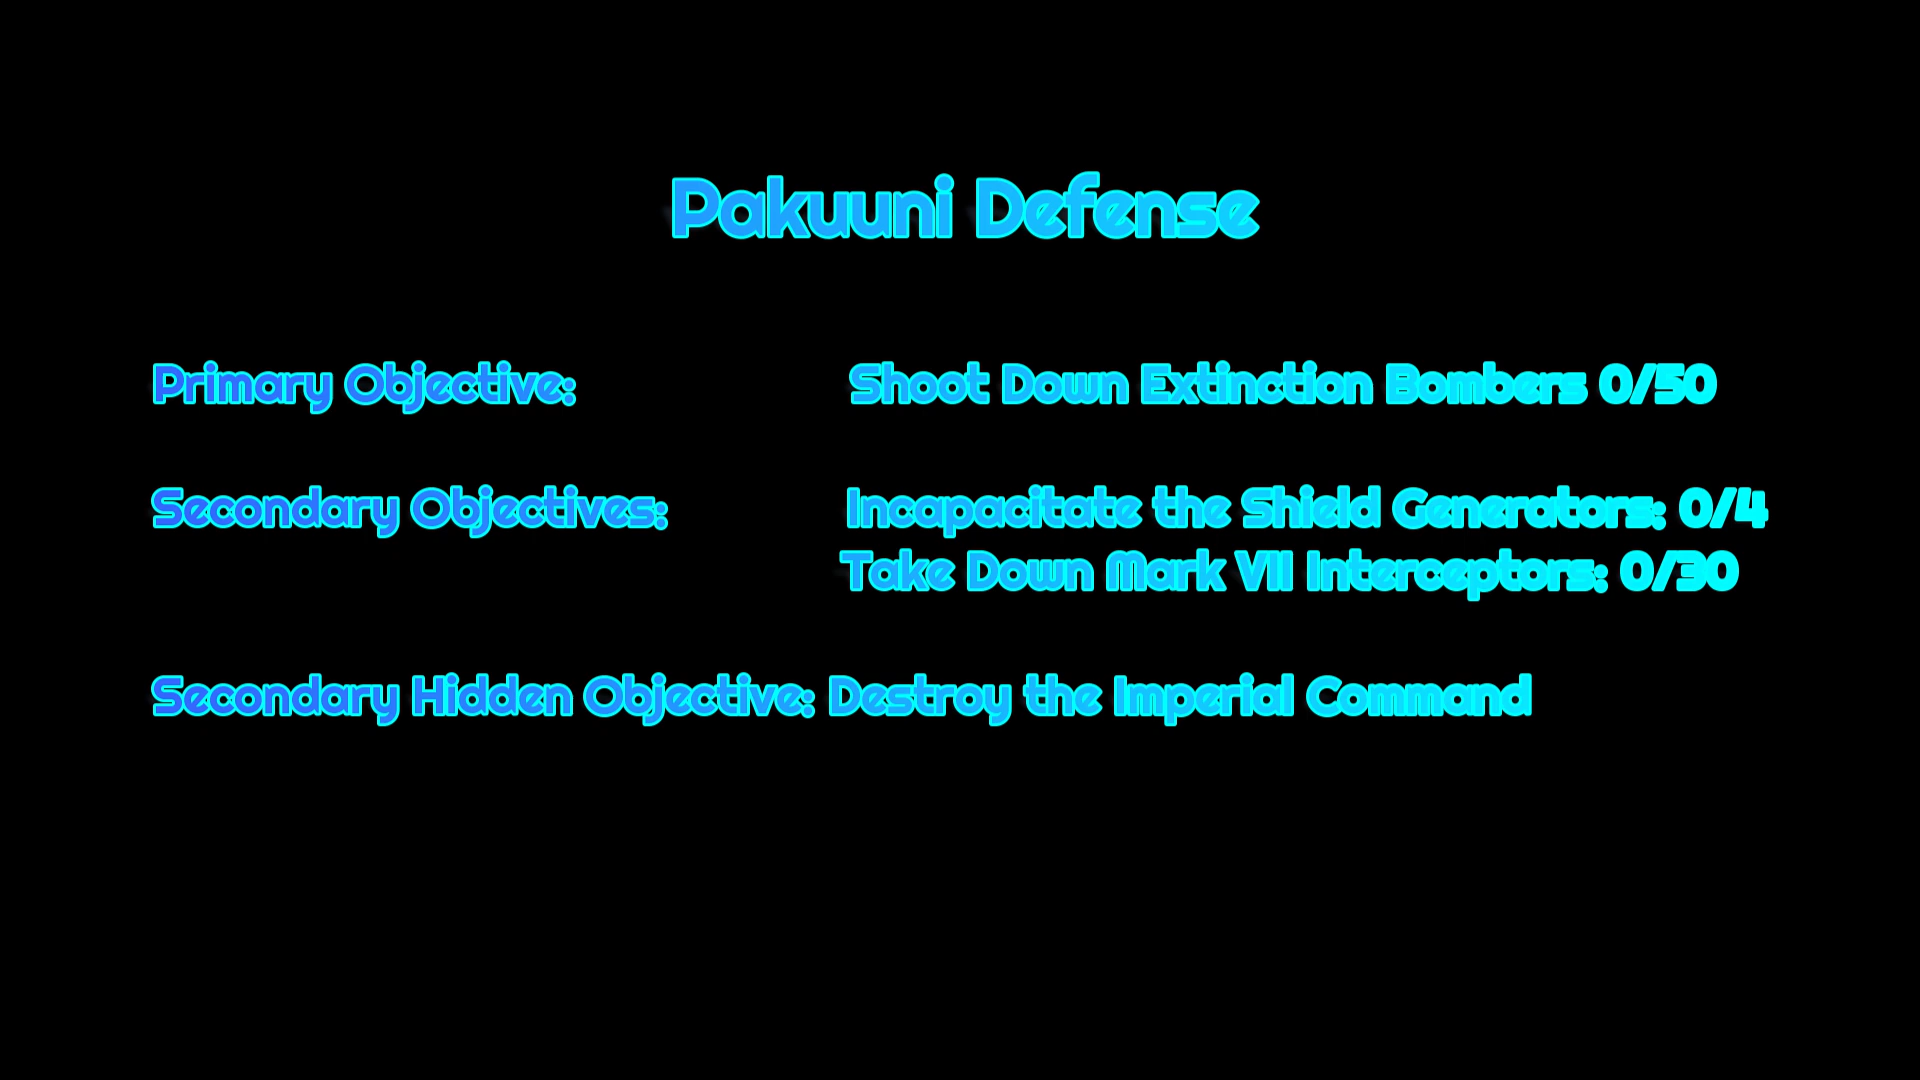 Pakuuni Defense
Primary Objective: Shoot Down Extinction Bombers 0/50
Secondary Objectives: Incapacitate the Shield Generators: 0/4
Take Down Mark VII Interceptors: 0/30
Secondary Hidden Objective: Destroy the Imperial Command